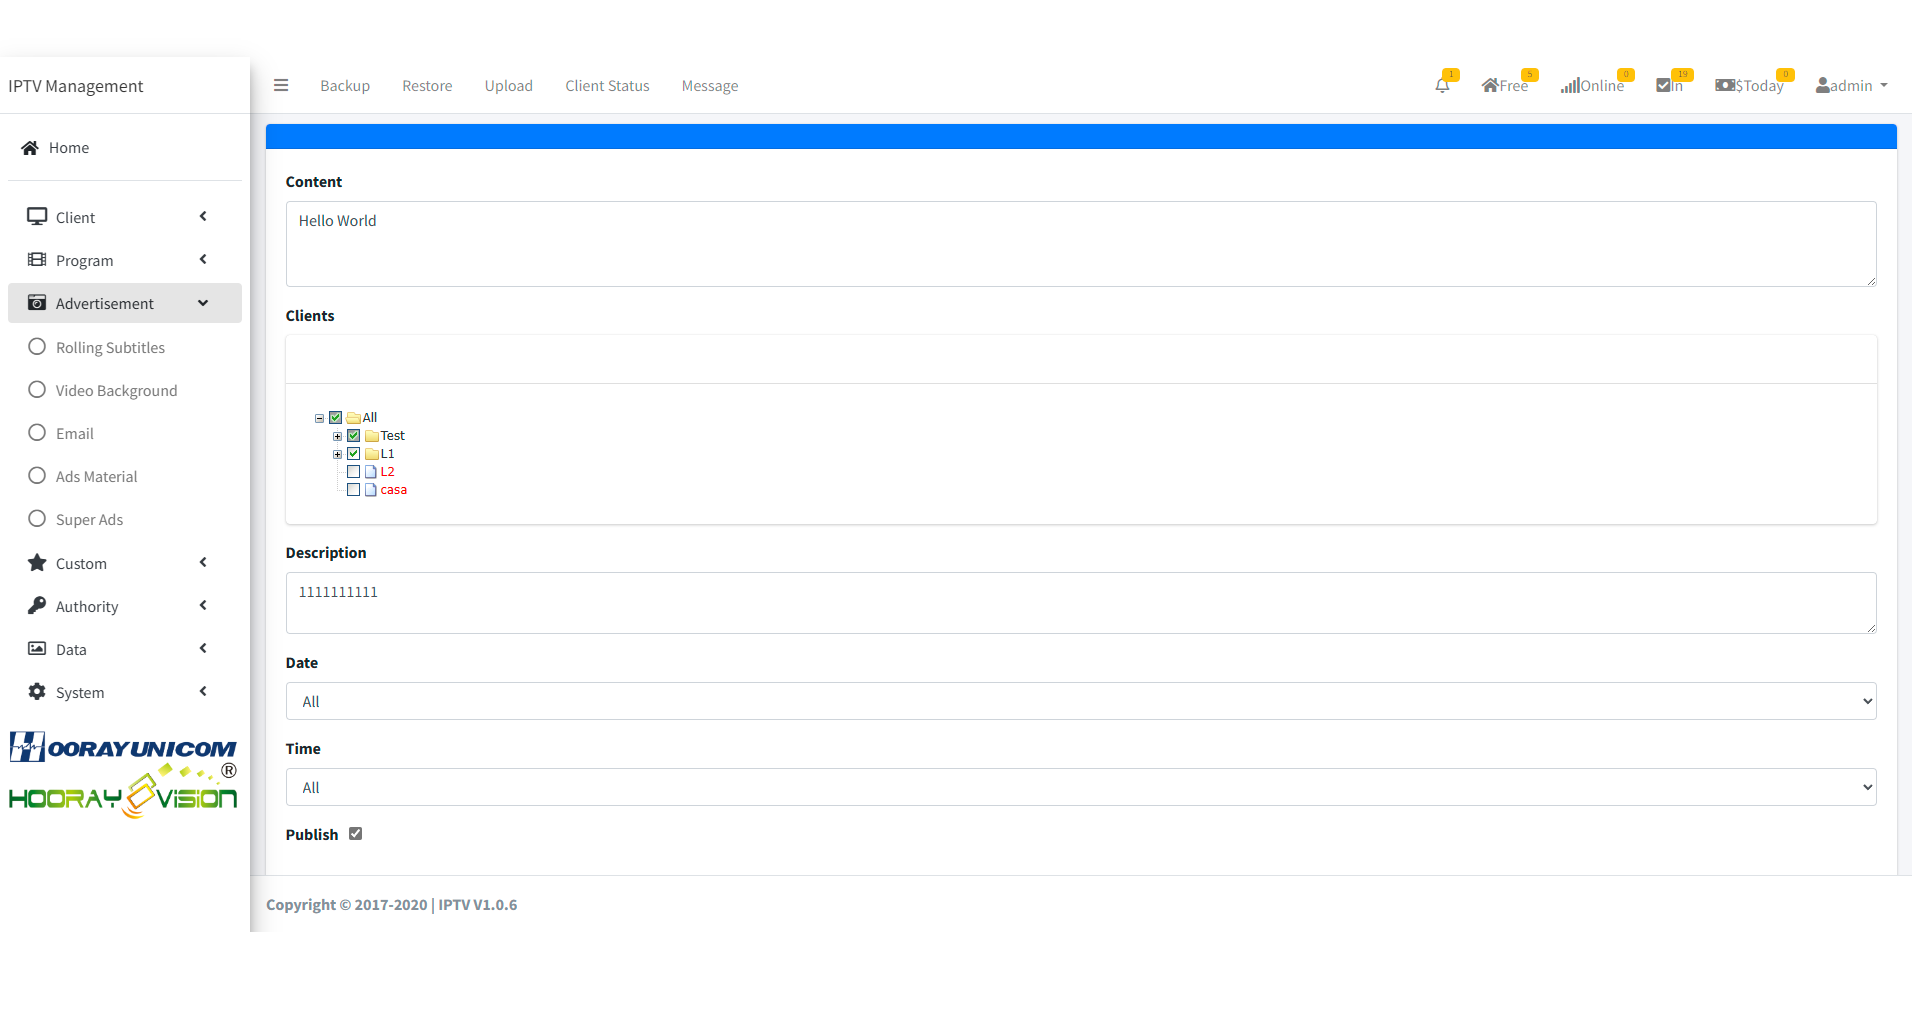 IPTV Management
Backup Restore Upload Client Status Message 1 Free 5 Online 0 In 19 $Today 0 admin
Home
Client
Program
Advertisement
Rolling Subtitles
Video Background
Email
Ads Material
Super Ads
Custom
Authority
Data
System
HOORAYUNICOM
HOORAY VISION ®
Content
Hello World
Clients
All
Test
L1
L2
casa
Description
1111111111
Date
All
Time
All
Publish
Copyright © 2017-2020 | IPTV V1.0.6